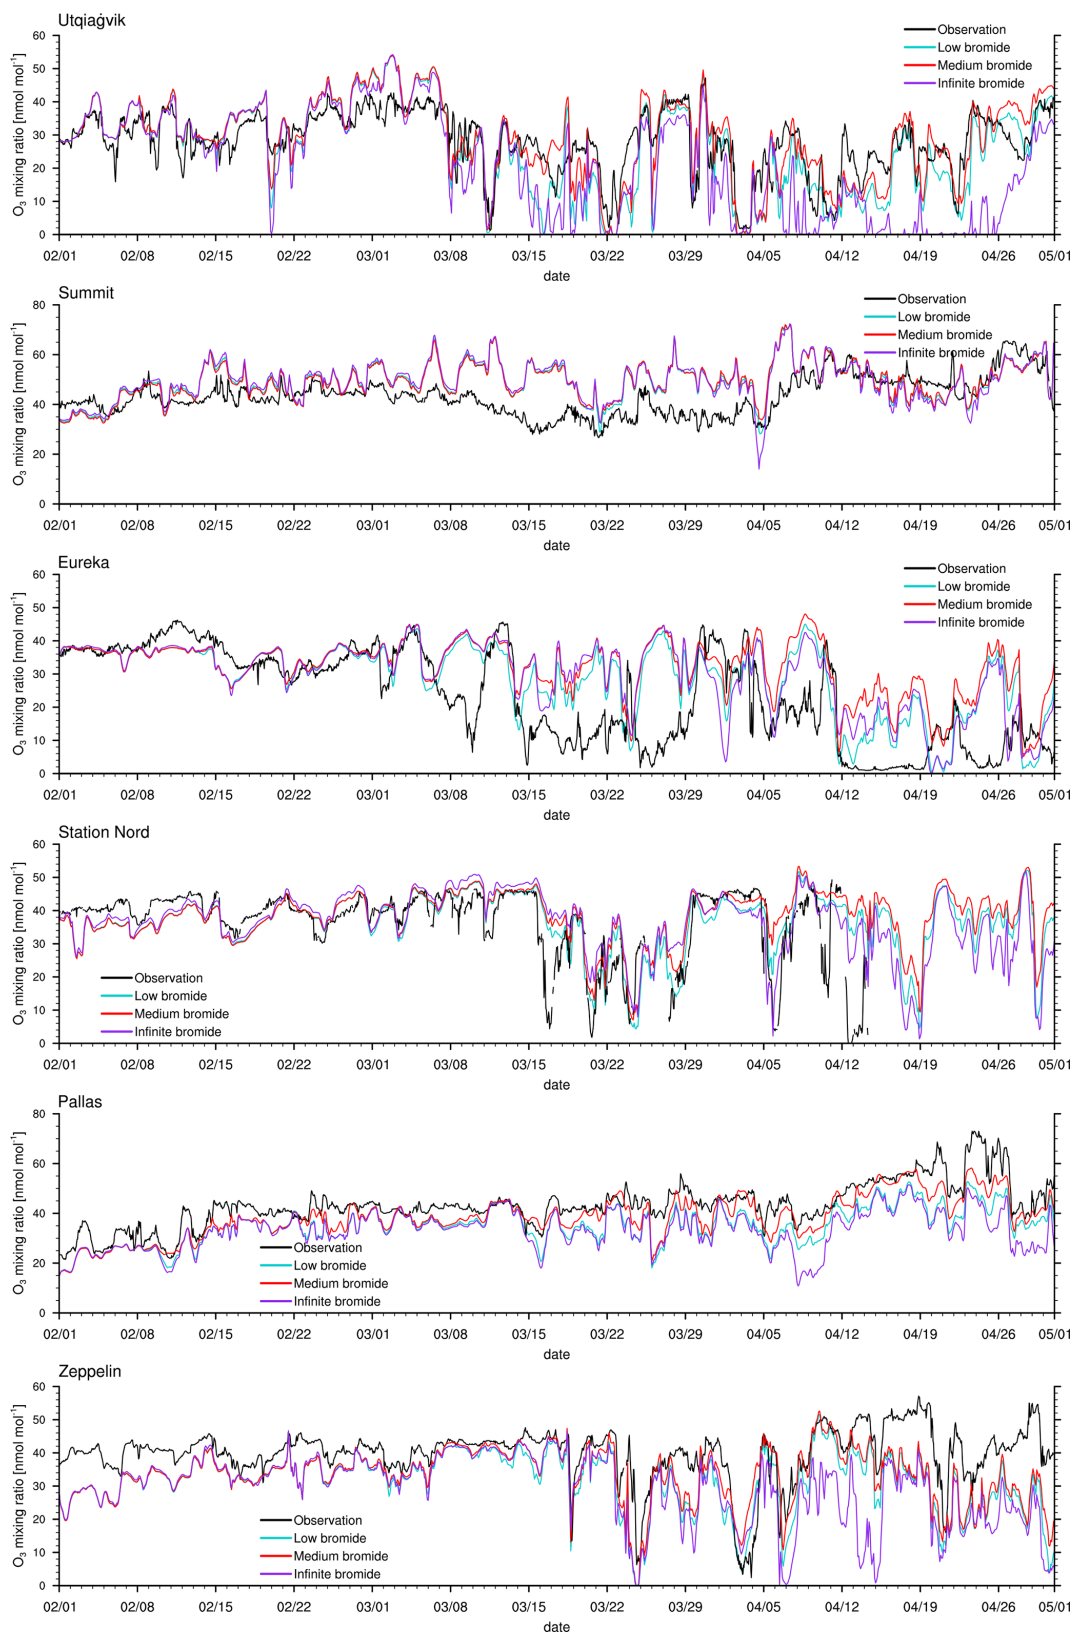 Utqiaġvik
O3 mixing ratio [nmol mol-1]
60
50
40
30
20
10
0
Observation
Low bromide
Medium bromide
Infinite bromide
02/01 02/08 02/15 02/22 03/01 03/08 03/15 03/22 03/29 04/05 04/12 04/19 04/26 05/01
date
Summit
O3 mixing ratio [nmol mol-1]
80
60
40
20
0
Observation
Low bromide
Medium bromide
Infinite bromide
02/01 02/08 02/15 02/22 03/01 03/08 03/15 03/22 03/29 04/05 04/12 04/19 04/26 05/01
date
Eureka
O3 mixing ratio [nmol mol-1]
60
50
40
30
20
10
0
Observation
Low bromide
Medium bromide
Infinite bromide
02/01 02/08 02/15 02/22 03/01 03/08 03/15 03/22 03/29 04/05 04/12 04/19 04/26 05/01
date
Station Nord
O3 mixing ratio [nmol mol-1]
60
50
40
30
20
10
0
Observation
Low bromide
Medium bromide
Infinite bromide
02/01 02/08 02/15 02/22 03/01 03/08 03/15 03/22 03/29 04/05 04/12 04/19 04/26 05/01
date
Pallas
O3 mixing ratio [nmol mol-1]
80
60
40
20
0
Observation
Low bromide
Medium bromide
Infinite bromide
02/01 02/08 02/15 02/22 03/01 03/08 03/15 03/22 03/29 04/05 04/12 04/19 04/26 05/01
date
Zeppelin
O3 mixing ratio [nmol mol-1]
60
50
40
30
20
10
0
Observation
Low bromide
Medium bromide
Infinite bromide
02/01 02/08 02/15 02/22 03/01 03/08 03/15 03/22 03/29 04/05 04/12 04/19 04/26 05/01
date